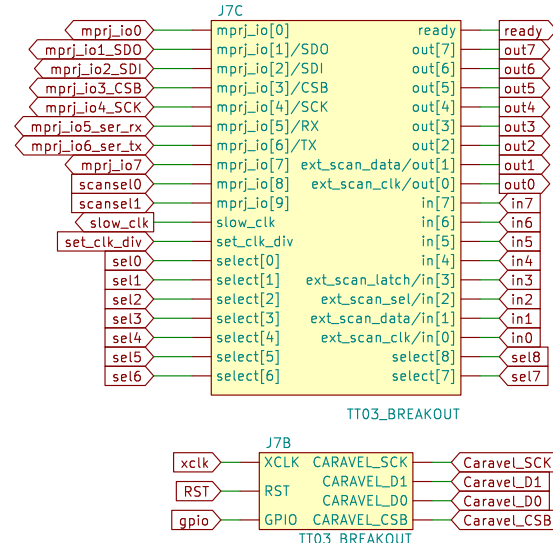 J7C
mprj_io0 mprj_io[0] ready ready
mprj_io1_SDO mprj_io[1]/SDO out[7] out7
mprj_io2_SDI mprj_io[2]/SDI out[6] out6
mprj_io3_CSB mprj_io[3]/CSB out[5] out5
mprj_io4_SCK mprj_io[4]/SCK out[4] out4
mprj_io5_ser_rx mprj_io[5]/RX out[3] out3
mprj_io6_ser_tx mprj_io[6]/TX out[2] out2
mprj_io7 mprj_io[7] ext_scan_data/out[1] out1
scansel0 mprj_io[8] ext_scan_clk/out[0] out0
scansel1 mprj_io[9] in[7] in7
slow_clk slow_clk in[6] in6
set_clk_div set_clk_div in[5] in5
sel0 select[0] in[4] in4
sel1 select[1] ext_scan_latch/in[3] in3
sel2 select[2] ext_scan_sel/in[2] in2
sel3 select[3] ext_scan_data/in[1] in1
sel4 select[4] ext_scan_clk/in[0] in0
sel5 select[5] select[8] sel8
sel6 select[6] select[7] sel7
TT03_BREAKOUT
J7B
xclk XCLK CARAVEL_SCK Caravel_SCK
CARAVEL_D1 Caravel_D1
RST RST
CARAVEL_D0 Caravel_D0
gpio GPIO CARAVEL_CSB Caravel_CSB
TT03_BREAKOUT